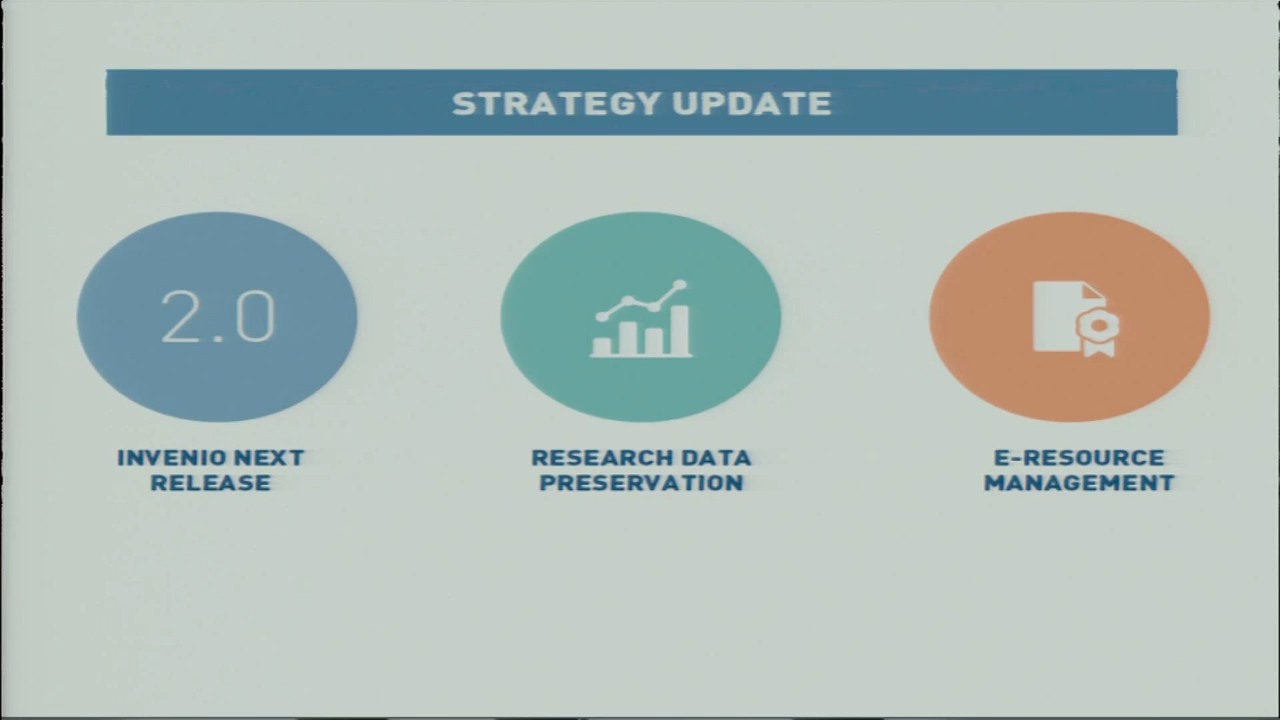 STRATEGY UPDATE
2.0
INVENIO NEXT
RELEASE
RESEARCH DATA
PRESERVATION
E-RESOURCE
MANAGEMENT